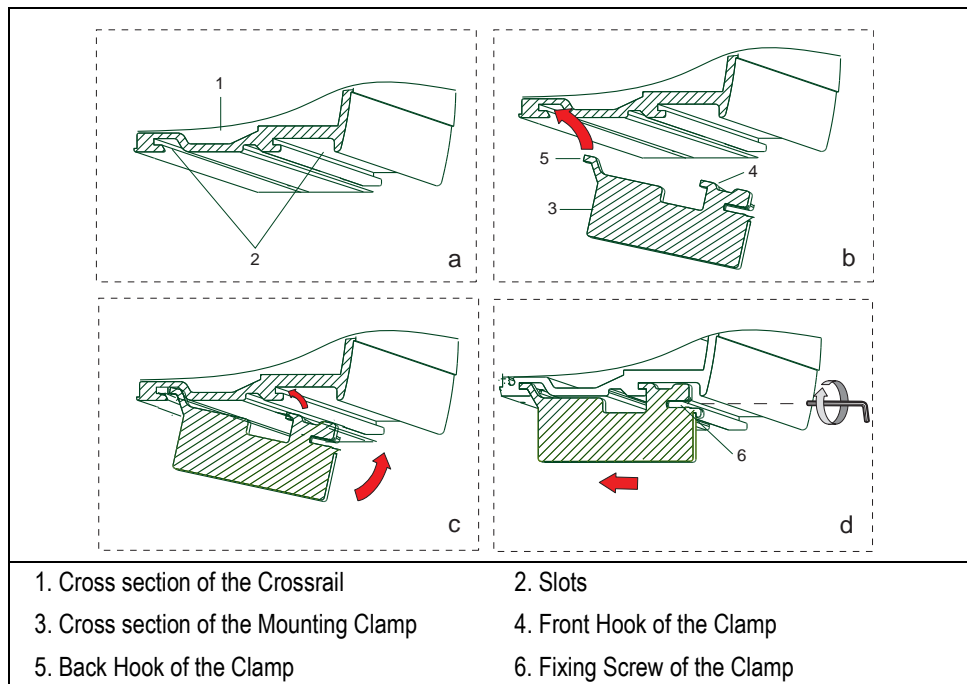 1
2
a
5
4
3
b
c
6
d
1. Cross section of the Crossrail
2. Slots
3. Cross section of the Mounting Clamp
4. Front Hook of the Clamp
5. Back Hook of the Clamp
6. Fixing Screw of the Clamp